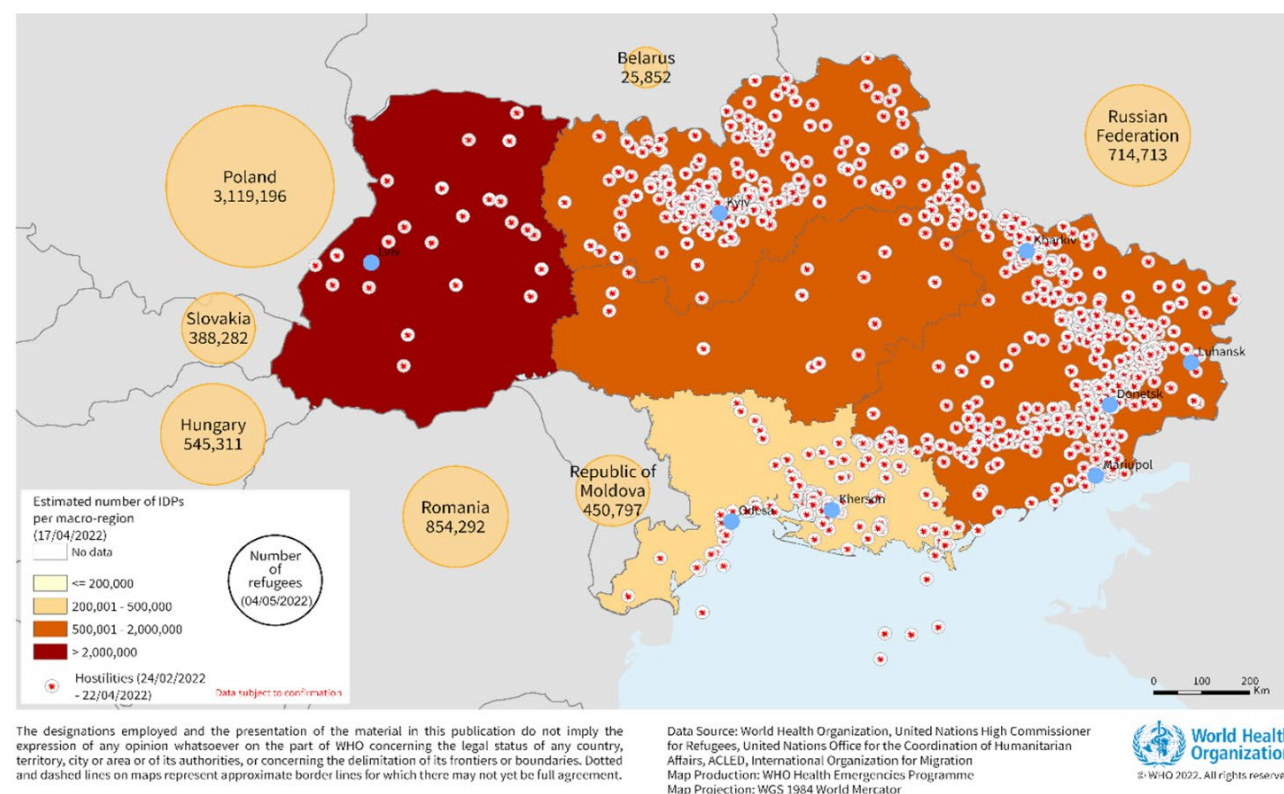 Belarus
25,852
Russian
Federation
714,713
Poland
3,119,196
Kyiv
Kharkiv
Lviv
Slovakia
388,282
Luhansk
Donetsk
Hungary
545,311
Mariupol
Republic of
Moldova
450,797
Kherson
Odesa
Romania
854,292
Estimated number of IDPs
per macro-region
(17/04/2022)
No data
<= 200,000
200,001 - 500,000
500,001 - 2,000,000
> 2,000,000
Hostilities (24/02/2022
- 22/04/2022)
Number
of
refugees
(04/05/2022)
Data subject to confirmation
0 100 200
Km
The designations employed and the presentation of the material in this publication do not imply the
expression of any opinion whatsoever on the part of WHO concerning the legal status of any country,
territory, city or area or of its authorities, or concerning the delimitation of its frontiers or boundaries. Dotted
and dashed lines on maps represent approximate border lines for which there may not yet be full agreement.
Data Source: World Health Organization, United Nations High Commissioner
for Refugees, United Nations Office for the Coordination of Humanitarian
Affairs, ACLED, International Organization for Migration
Map Production: WHO Health Emergencies Programme
Map Projection: WGS 1984 World Mercator
World Health
Organization
© WHO 2022. All rights reserve